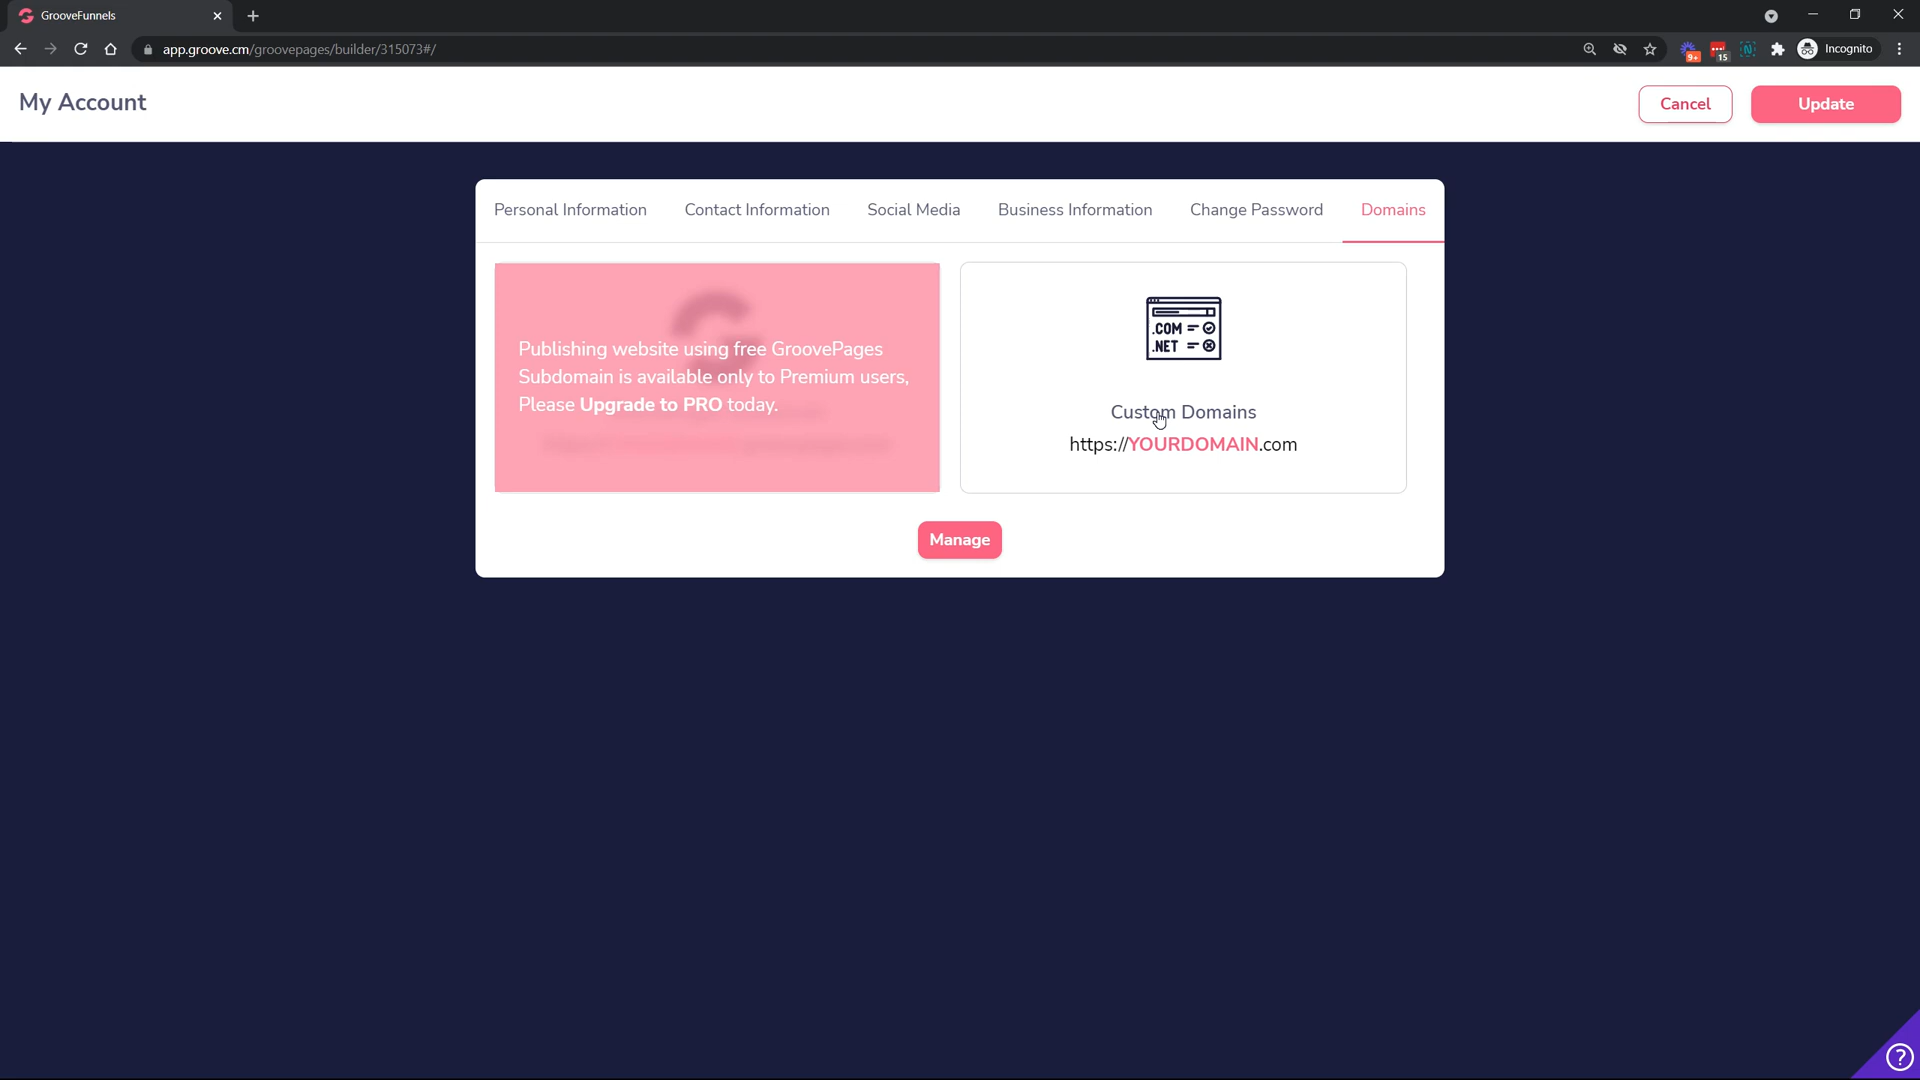 GrooveFunnels
app.groove.cm/groovepages/builder/315073#/
9+
15
N
Incognito
My Account
Cancel
Update
Personal Information
Contact Information
Social Media
Business Information
Change Password
Domains
Publishing website using free GroovePages
Subdomain is available only to Premium users,
Please Upgrade to PRO today.
.COM
.NET
Custom Domains
https://YOURDOMAIN.com
Manage
?